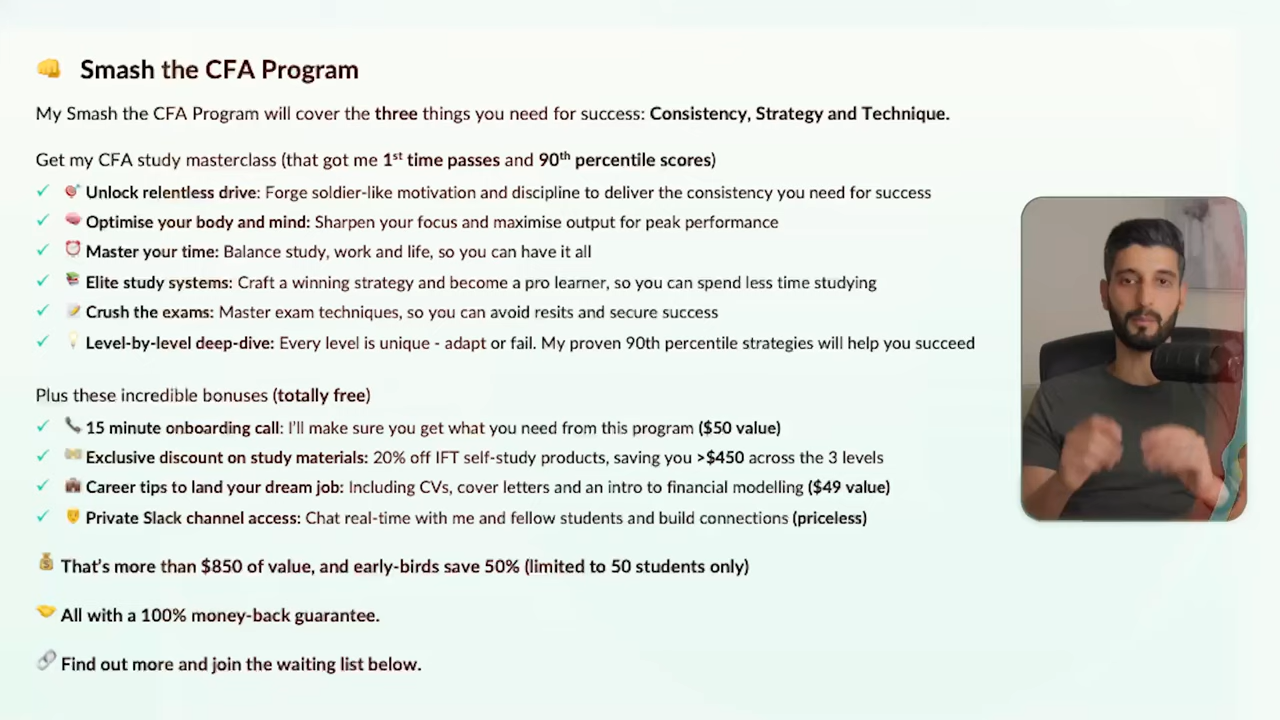 Smash the CFA Program
My Smash the CFA Program will cover the three things you need for success: Consistency, Strategy and Technique.
Get my CFA study masterclass (that got me 1st time passes and 90th percentile scores)
✓ 🎯 Unlock relentless drive: Forge soldier-like motivation and discipline to deliver the consistency you need for success
✓ 🧠 Optimise your body and mind: Sharpen your focus and maximise output for peak performance
✓ ⏰ Master your time: Balance study, work and life, so you can have it all
✓ 📚 Elite study systems: Craft a winning strategy and become a pro learner, so you can spend less time studying
✓ 📝 Crush the exams: Master exam techniques, so you can avoid resits and secure success
✓ 💡 Level-by-level deep-dive: Every level is unique - adapt or fail. My proven 90th percentile strategies will help you succeed
Plus these incredible bonuses (totally free)
✓ 📞 15 minute onboarding call: I'll make sure you get what you need from this program ($50 value)
✓ Exclusive discount on study materials: 20% off IFT self-study products, saving you >$450 across the 3 levels
✓ 💼 Career tips to land your dream job: Including CVs, cover letters and an intro to financial modelling ($49 value)
✓ Private Slack channel access: Chat real-time with me and fellow students and build connections (priceless)
💰 That's more than $850 of value, and early-birds save 50% (limited to 50 students only)
🤝 All with a 100% money-back guarantee.
🔗 Find out more and join the waiting list below.